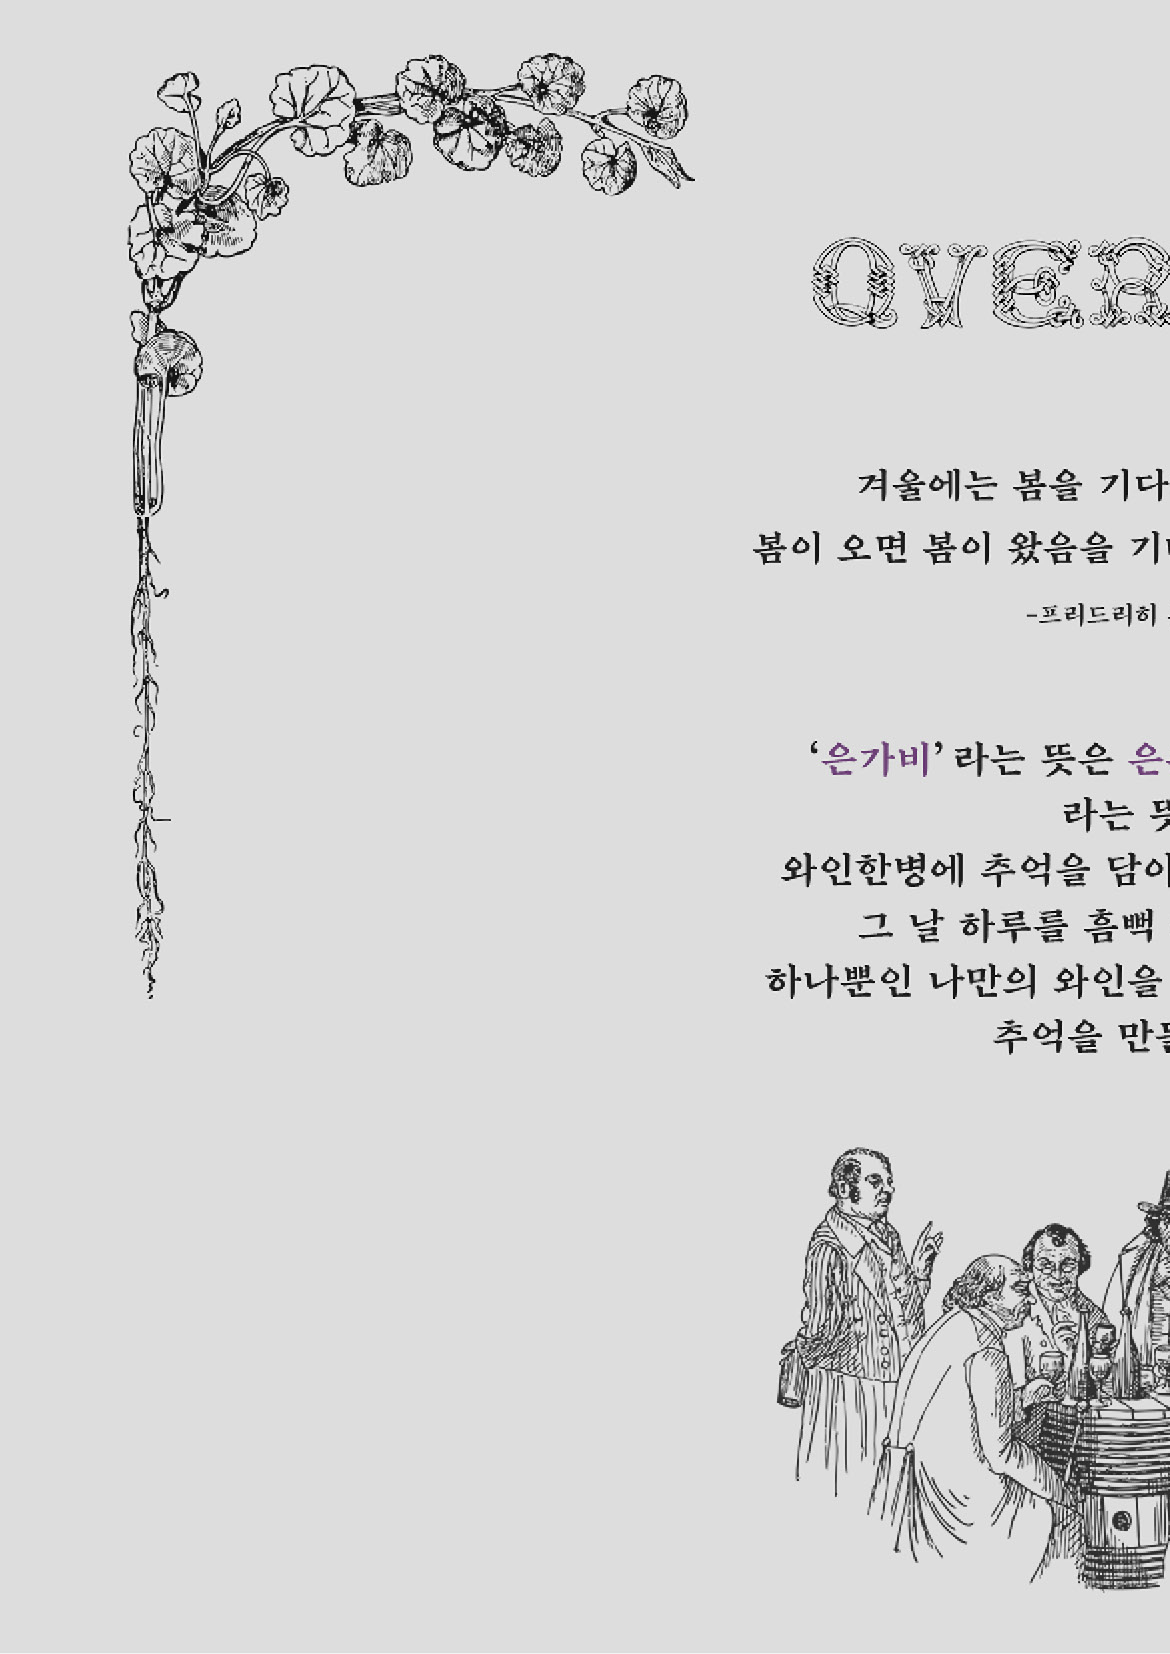 OVER
겨울에는 봄을 기다
봄이 오면 봄이 왔음을 기
-프리드리히
‘은가비’ 라는 뜻은 은
라는
와인한병에 추억을 담아
그 날 하루를 흠뻑
하나뿐인 나만의 와인을
추억을 만들